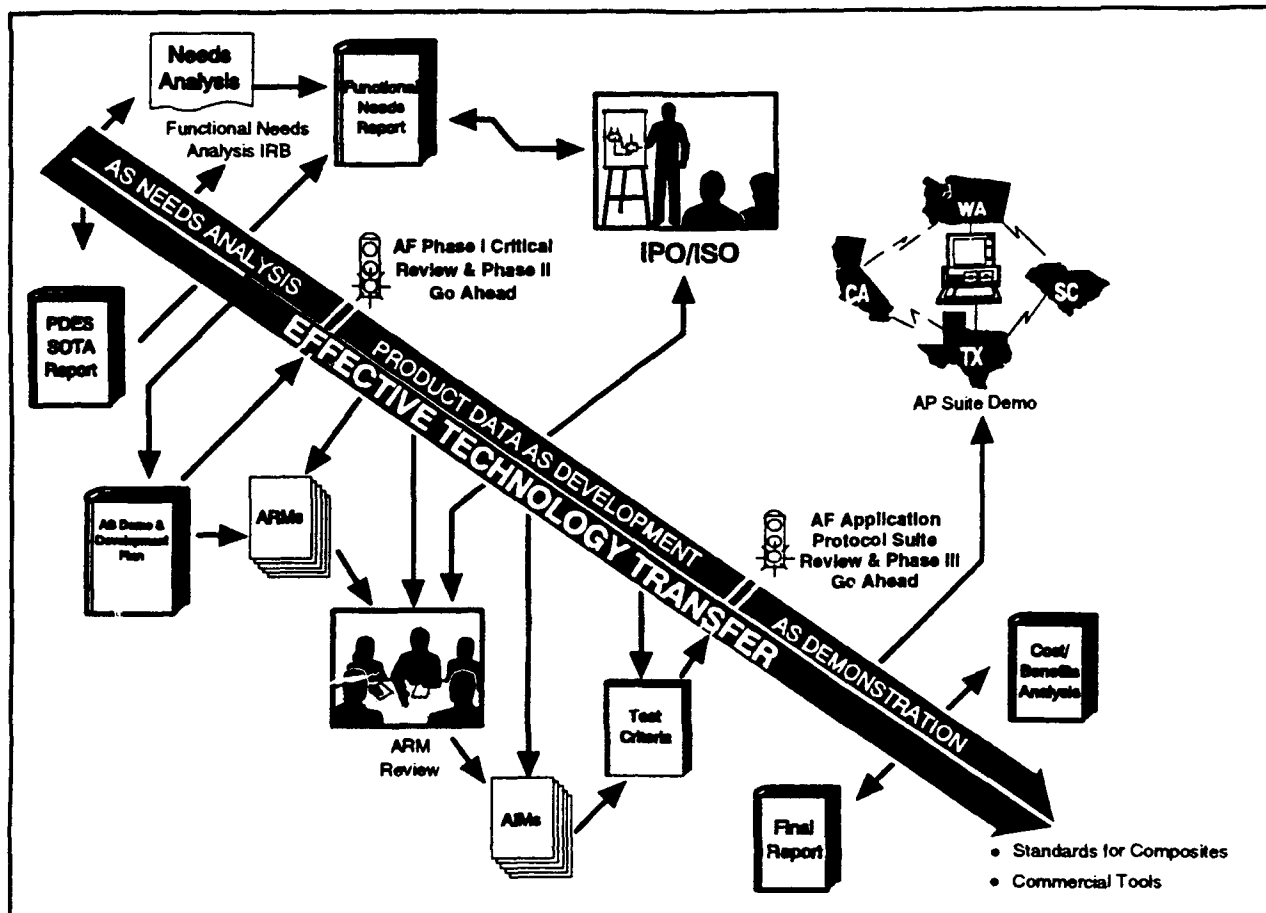 Needs
Analysis
Functional
Needs
Report
Functional Needs
Analysis IRB
IPO/ISO
AS NEEDS ANALYSIS
PRODUCT DATA AS DEVELOPMENT
AS DEMONSTRATION
EFFECTIVE TECHNOLOGY TRANSFER
AF Phase I Critical
Review & Phase II
Go Ahead
WA
CA
SC
TX
AP Suite Demo
PDES
SOTA
Report
AS Demo &
Development
Plan
ARMs
ARM
Review
AIMs
Test
Criteria
AF Application
Protocol Suite
Review & Phase III
Go Ahead
Cost/
Benefits
Analysis
Final
Report
• Standards for Composites
• Commercial Tools